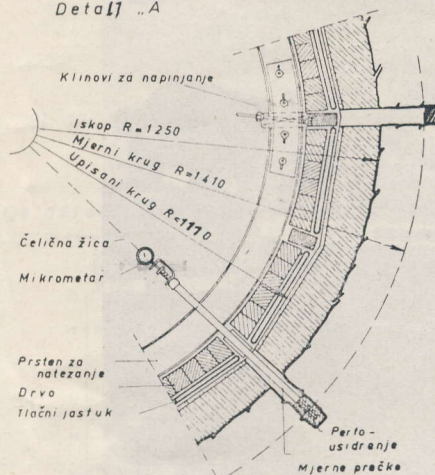 Detalj „A
Klinovi za napinjanje
Iskop R=1250
Mjerni krug R=1410
Upisani krug R=1110
Čelična žica
Mikrometar
Prsten za
natezanje
Drvo
Tlačni jastuk
Perfo-
usidrenje
Mjerne prečke